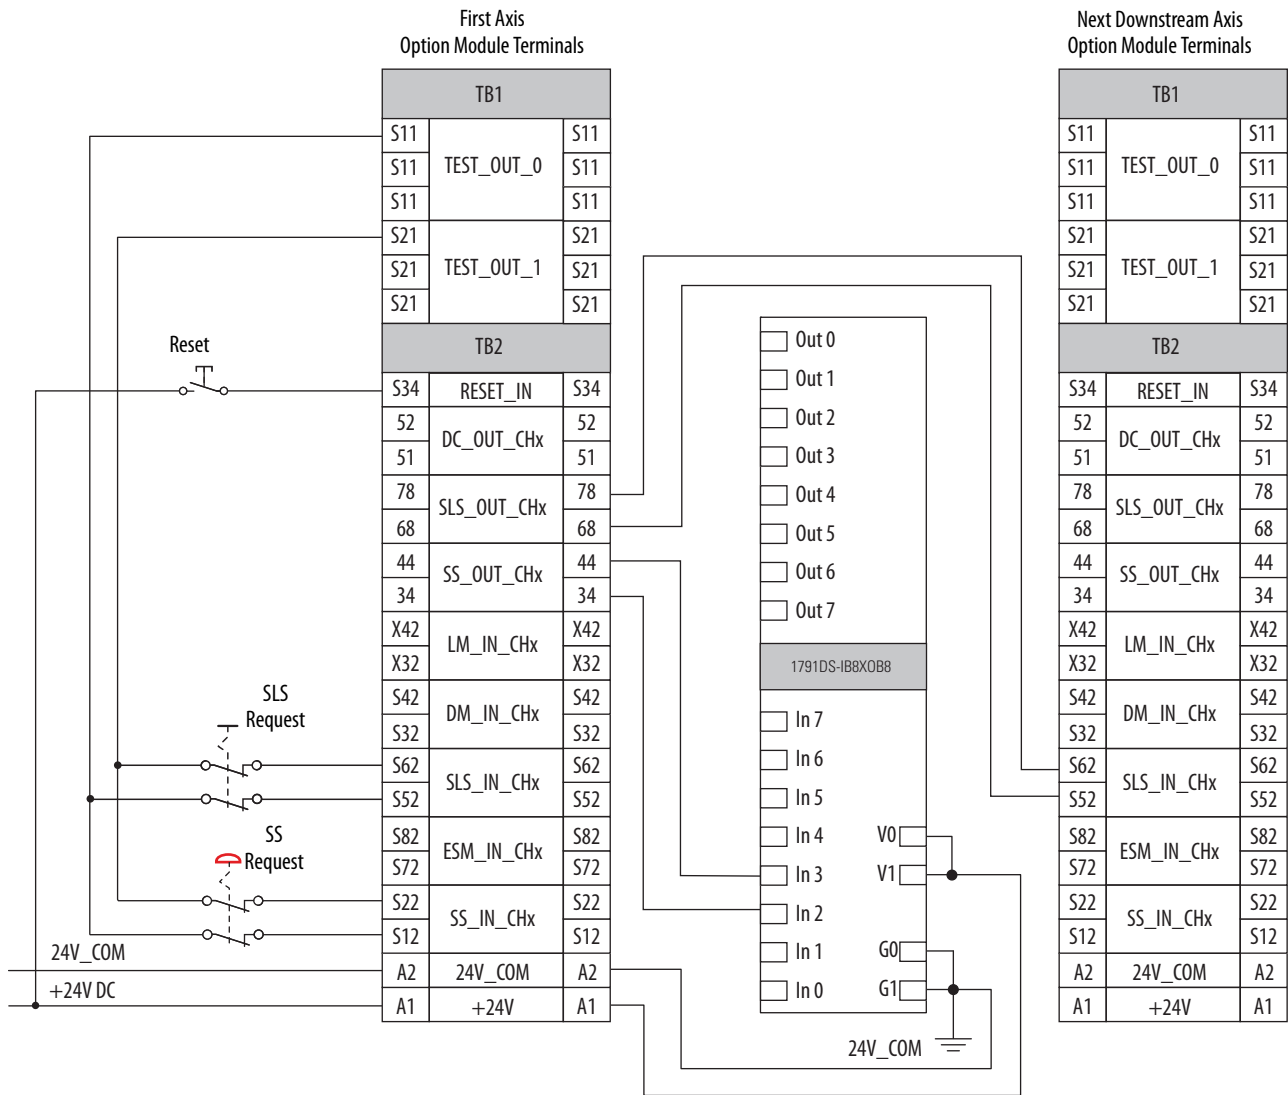 First Axis
Option Module Terminals
Next Downstream Axis
Option Module Terminals
TB1
S11 S11
S11 TEST_OUT_0 S11
S11 S11
S21 S21
S21 TEST_OUT_1 S21
S21 S21
TB2
S34 RESET_IN S34
52 52
DC_OUT_CHx
51 51
78 78
SLS_OUT_CHx
68 68
44 44
SS_OUT_CHx
34 34
X42 X42
LM_IN_CHx
X32 X32
S42 S42
DM_IN_CHx
S32 S32
S62 S62
SLS_IN_CHx
S52 S52
S82 S82
ESM_IN_CHx
S72 S72
S22 S22
SS_IN_CHx
S12 S12
A2 24V_COM A2
A1 +24V A1
Reset
SLS
Request
SS
Request
24V_COM
+24V DC
Out 0
Out 1
Out 2
Out 3
Out 4
Out 5
Out 6
Out 7
1791DS-IB8XOB8
In 7
In 6
In 5
In 4 V0
In 3 V1
In 2
In 1 G0
In 0 G1
24V_COM
TB1
S11 S11
S11 TEST_OUT_0 S11
S11 S11
S21 S21
S21 TEST_OUT_1 S21
S21 S21
TB2
S34 RESET_IN S34
52 52
DC_OUT_CHx
51 51
78 78
SLS_OUT_CHx
68 68
44 44
SS_OUT_CHx
34 34
X42 X42
LM_IN_CHx
X32 X32
S42 S42
DM_IN_CHx
S32 S32
S62 S62
SLS_IN_CHx
S52 S52
S82 S82
ESM_IN_CHx
S72 S72
S22 S22
SS_IN_CHx
S12 S12
A2 24V_COM A2
A1 +24V A1